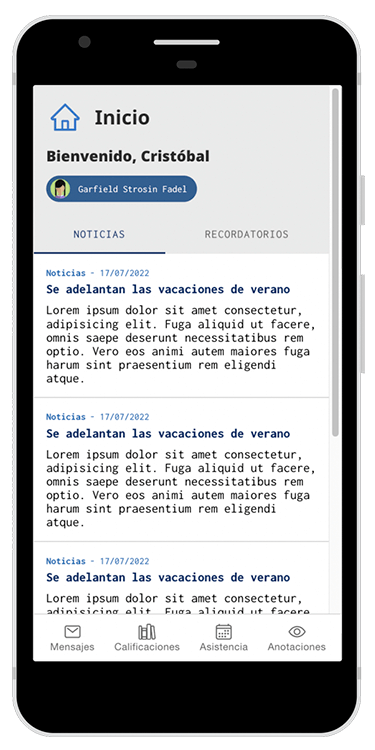 Inicio
Bienvenido, Cristóbal
Garfield Strosin Fadel
NOTICIAS
RECORDATORIOS
Noticias - 17/07/2022
Se adelantan las vacaciones de verano
Lorem ipsum dolor sit amet consectetur,
adipisicing elit. Fuga aliquid ut facere,
omnis saepe deserunt necessitatibus rem
optio. Vero eos animi autem maiores fuga
harum sint praesentium rem eligendi
atque.
Noticias - 17/07/2022
Se adelantan las vacaciones de verano
Lorem ipsum dolor sit amet consectetur,
adipisicing elit. Fuga aliquid ut facere,
omnis saepe deserunt necessitatibus rem
optio. Vero eos animi autem maiores fuga
harum sint praesentium rem eligendi
atque.
Noticias - 17/07/2022
Se adelantan las vacaciones de verano
Lorem ipsum dolor sit amet consectetur,
adipisicing elit. Fuga aliquid ut facere,
Mensajes
Calificaciones
Asistencia
Anotaciones